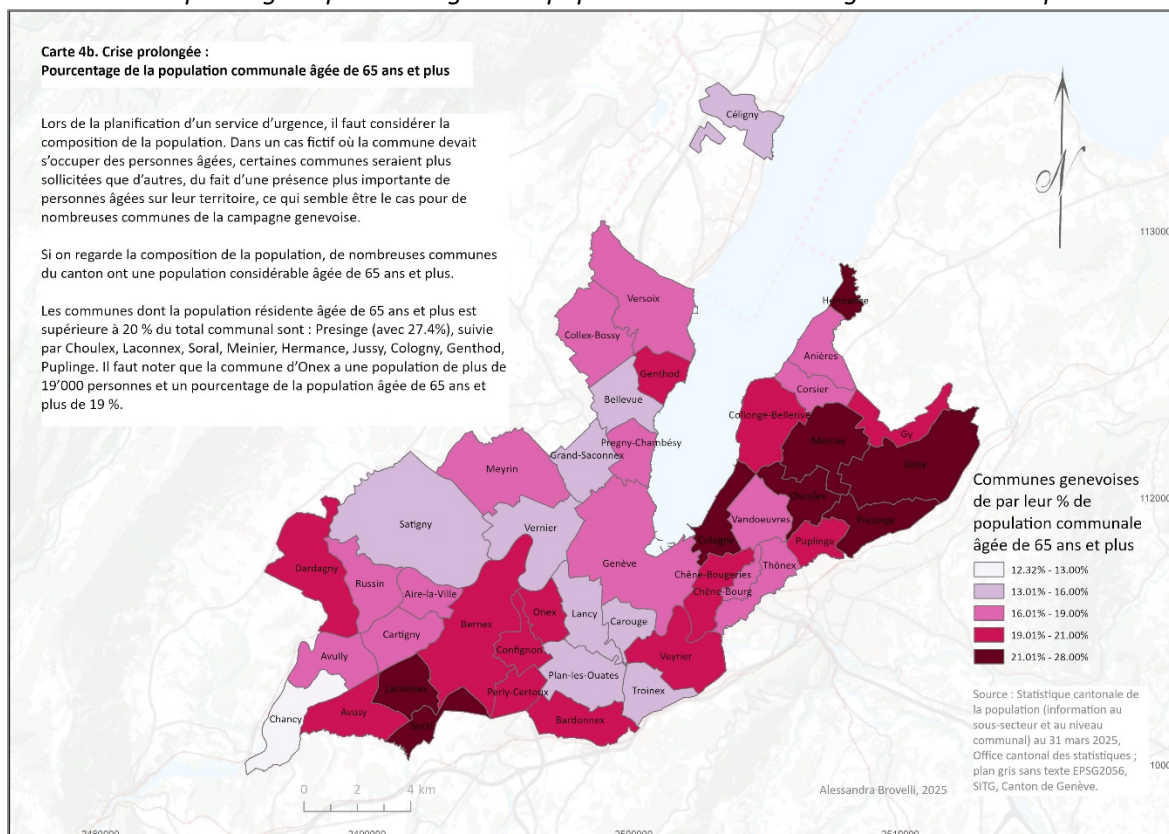 Carte 4b. Crise prolongée :
Pourcentage de la population communale âgée de 65 ans et plus
Lors de la planification d’un service d’urgence, il faut considérer la
composition de la population. Dans un cas fictif où la commune devait
s’occuper des personnes âgées, certaines communes seraient plus
sollicitées que d’autres, du fait d’une présence plus importante de
personnes âgées sur leur territoire, ce qui semble être le cas pour de
nombreuses communes de la campagne genevoise.
Si on regarde la composition de la population, de nombreuses communes
du canton ont une population considérable âgée de 65 ans et plus.
Les communes dont la population résidente âgée de 65 ans et plus est
supérieure à 20 % du total communal sont : Presinge (avec 27.4%), suivie
par Choulex, Laconnex, Soral, Meinier, Hermance, Jussy, Cologny, Genthod,
Puplinge. Il faut noter que la commune d’Onex a une population de plus de
19’000 personnes et un pourcentage de la population âgée de 65 ans et
plus de 19 %.
Céligny
N
Versoix
Hermance
Collex-Bossy
Anières
Genthod
Corsier
Bellevue
Collonge-Bellerive
Gy
Pregny-Chambésy
Meinier
Grand-Saconnex
Jussy
Meyrin
Choulex
Satigny
Vandoeuvres
Presinge
Vernier
Cologny
Puplinge
Genève
Thônex
Dardagny
Chêne-Bougeries
Russin
Chêne-Bourg
Aire-la-Ville
Onex
Lancy
Bernex
Carouge
Cartigny
Confignon
Avully
Veyrier
Laconnex
Plan-les-Ouates
Perly-Certoux
Troinex
Avusy
Chancy
Soral
Bardonnex
Communes genevoises
de par leur % de
population communale
âgée de 65 ans et plus
12.32% - 13.00%
13.01% - 16.00%
16.01% - 19.00%
19.01% - 21.00%
21.01% - 28.00%
Source : Statistique cantonale de
la population (information au
sous-secteur et au niveau
communal) au 31 mars 2025,
Office cantonal des statistiques ;
plan gris sans texte EPSG2056,
SITG, Canton de Genève.
0 2 4 km
Alessandra Brovelli, 2025